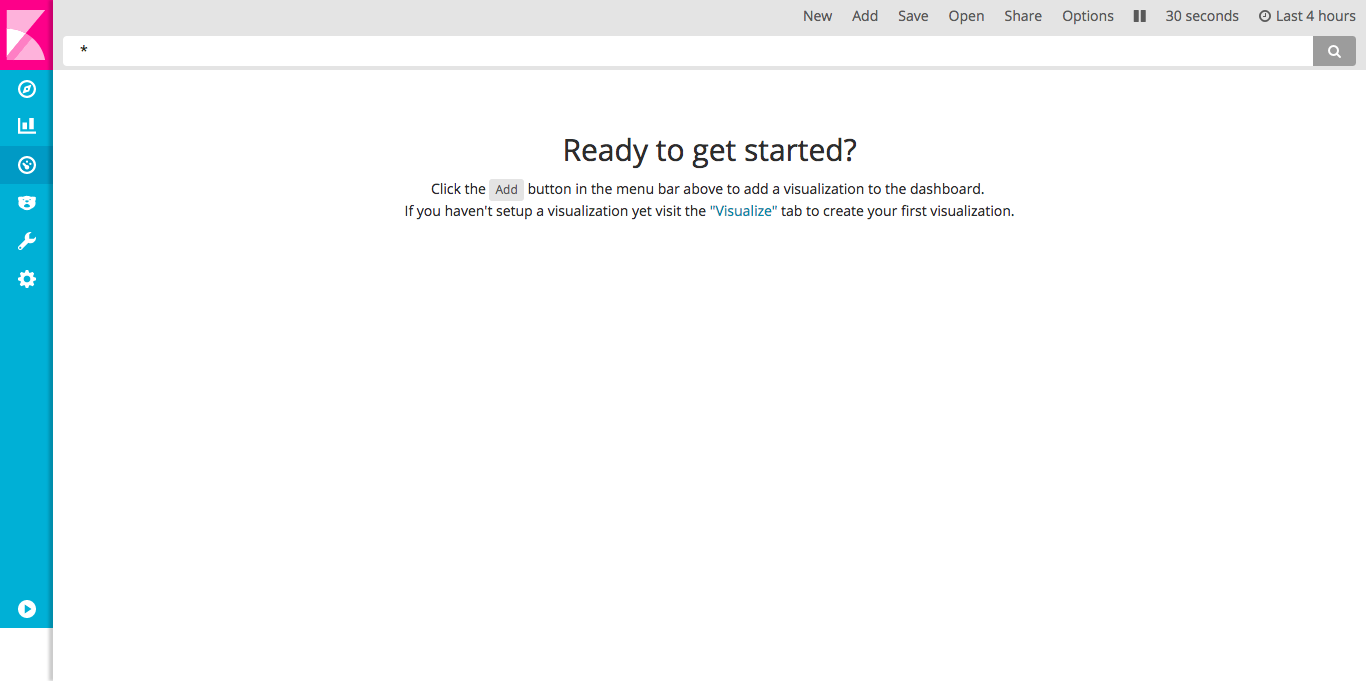 New Add Save Open Share Options 30 seconds Last 4 hours
*
Ready to get started?
Click the Add button in the menu bar above to add a visualization to the dashboard.
If you haven't setup a visualization yet visit the "Visualize" tab to create your first visualization.